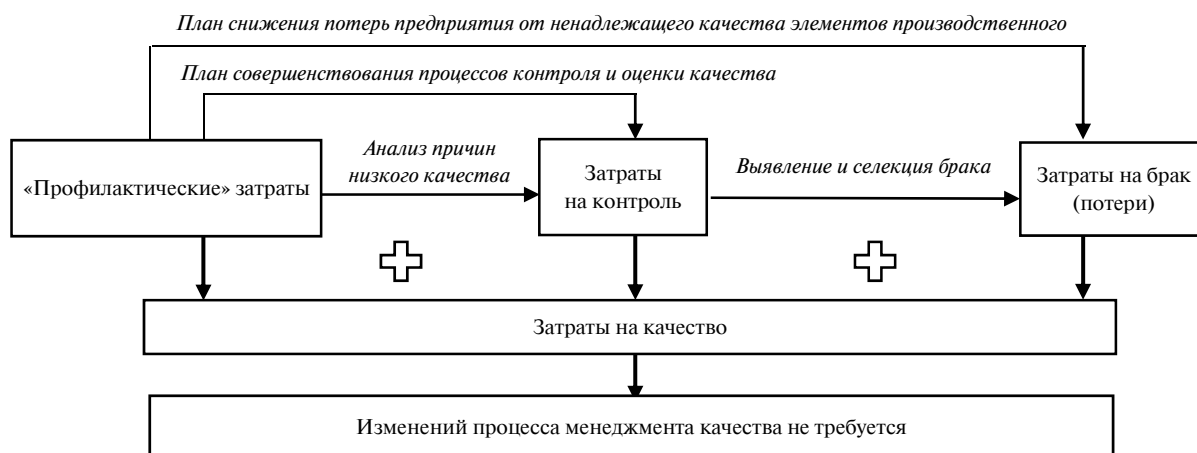 План снижения потерь предприятия от ненадлежащего качества элементов производственного
План совершенствования процессов контроля и оценки качества
«Профилактические» затраты
Анализ причин
низкого качества
Затраты
на контроль
Выявление и селекция брака
Затраты на брак
(потери)
Затраты на качество
Изменений процесса менеджмента качества не требуется